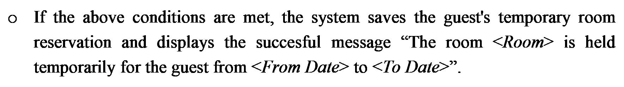 o If the above conditions are met, the system saves the guest's temporary room
reservation and displays the succesful message “The room <Room> is held
temporarily for the guest from <From Date> to <To Date>”.